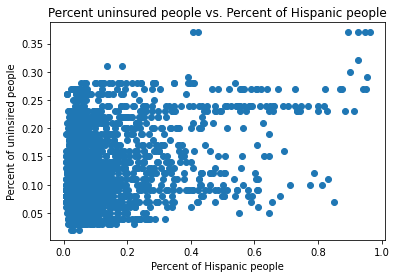 Percent uninsured people vs. Percent of Hispanic people
0.35
0.30
0.25
0.20
0.15
0.10
0.05
Percent of uninsired people
0.0 0.2 0.4 0.6 0.8 1.0
Percent of Hispanic people